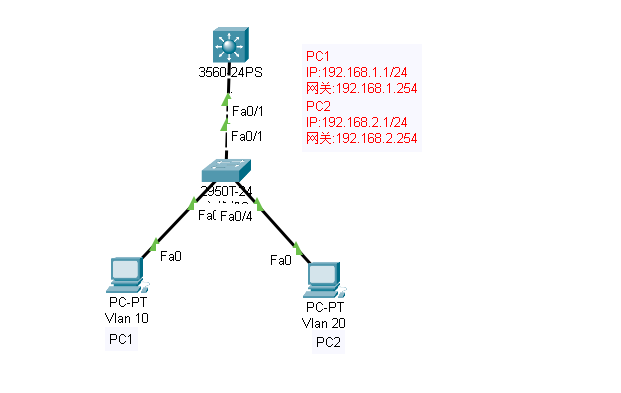 3560-24PS
PC1
IP:192.168.1.1/24
网关:192.168.1.254
PC2
IP:192.168.2.1/24
网关:192.168.2.254
Fa0/1
Fa0/1
2950T-24
Fa0/4
Fa0
Fa0
PC-PT
Vlan 10
PC1
PC-PT
Vlan 20
PC2